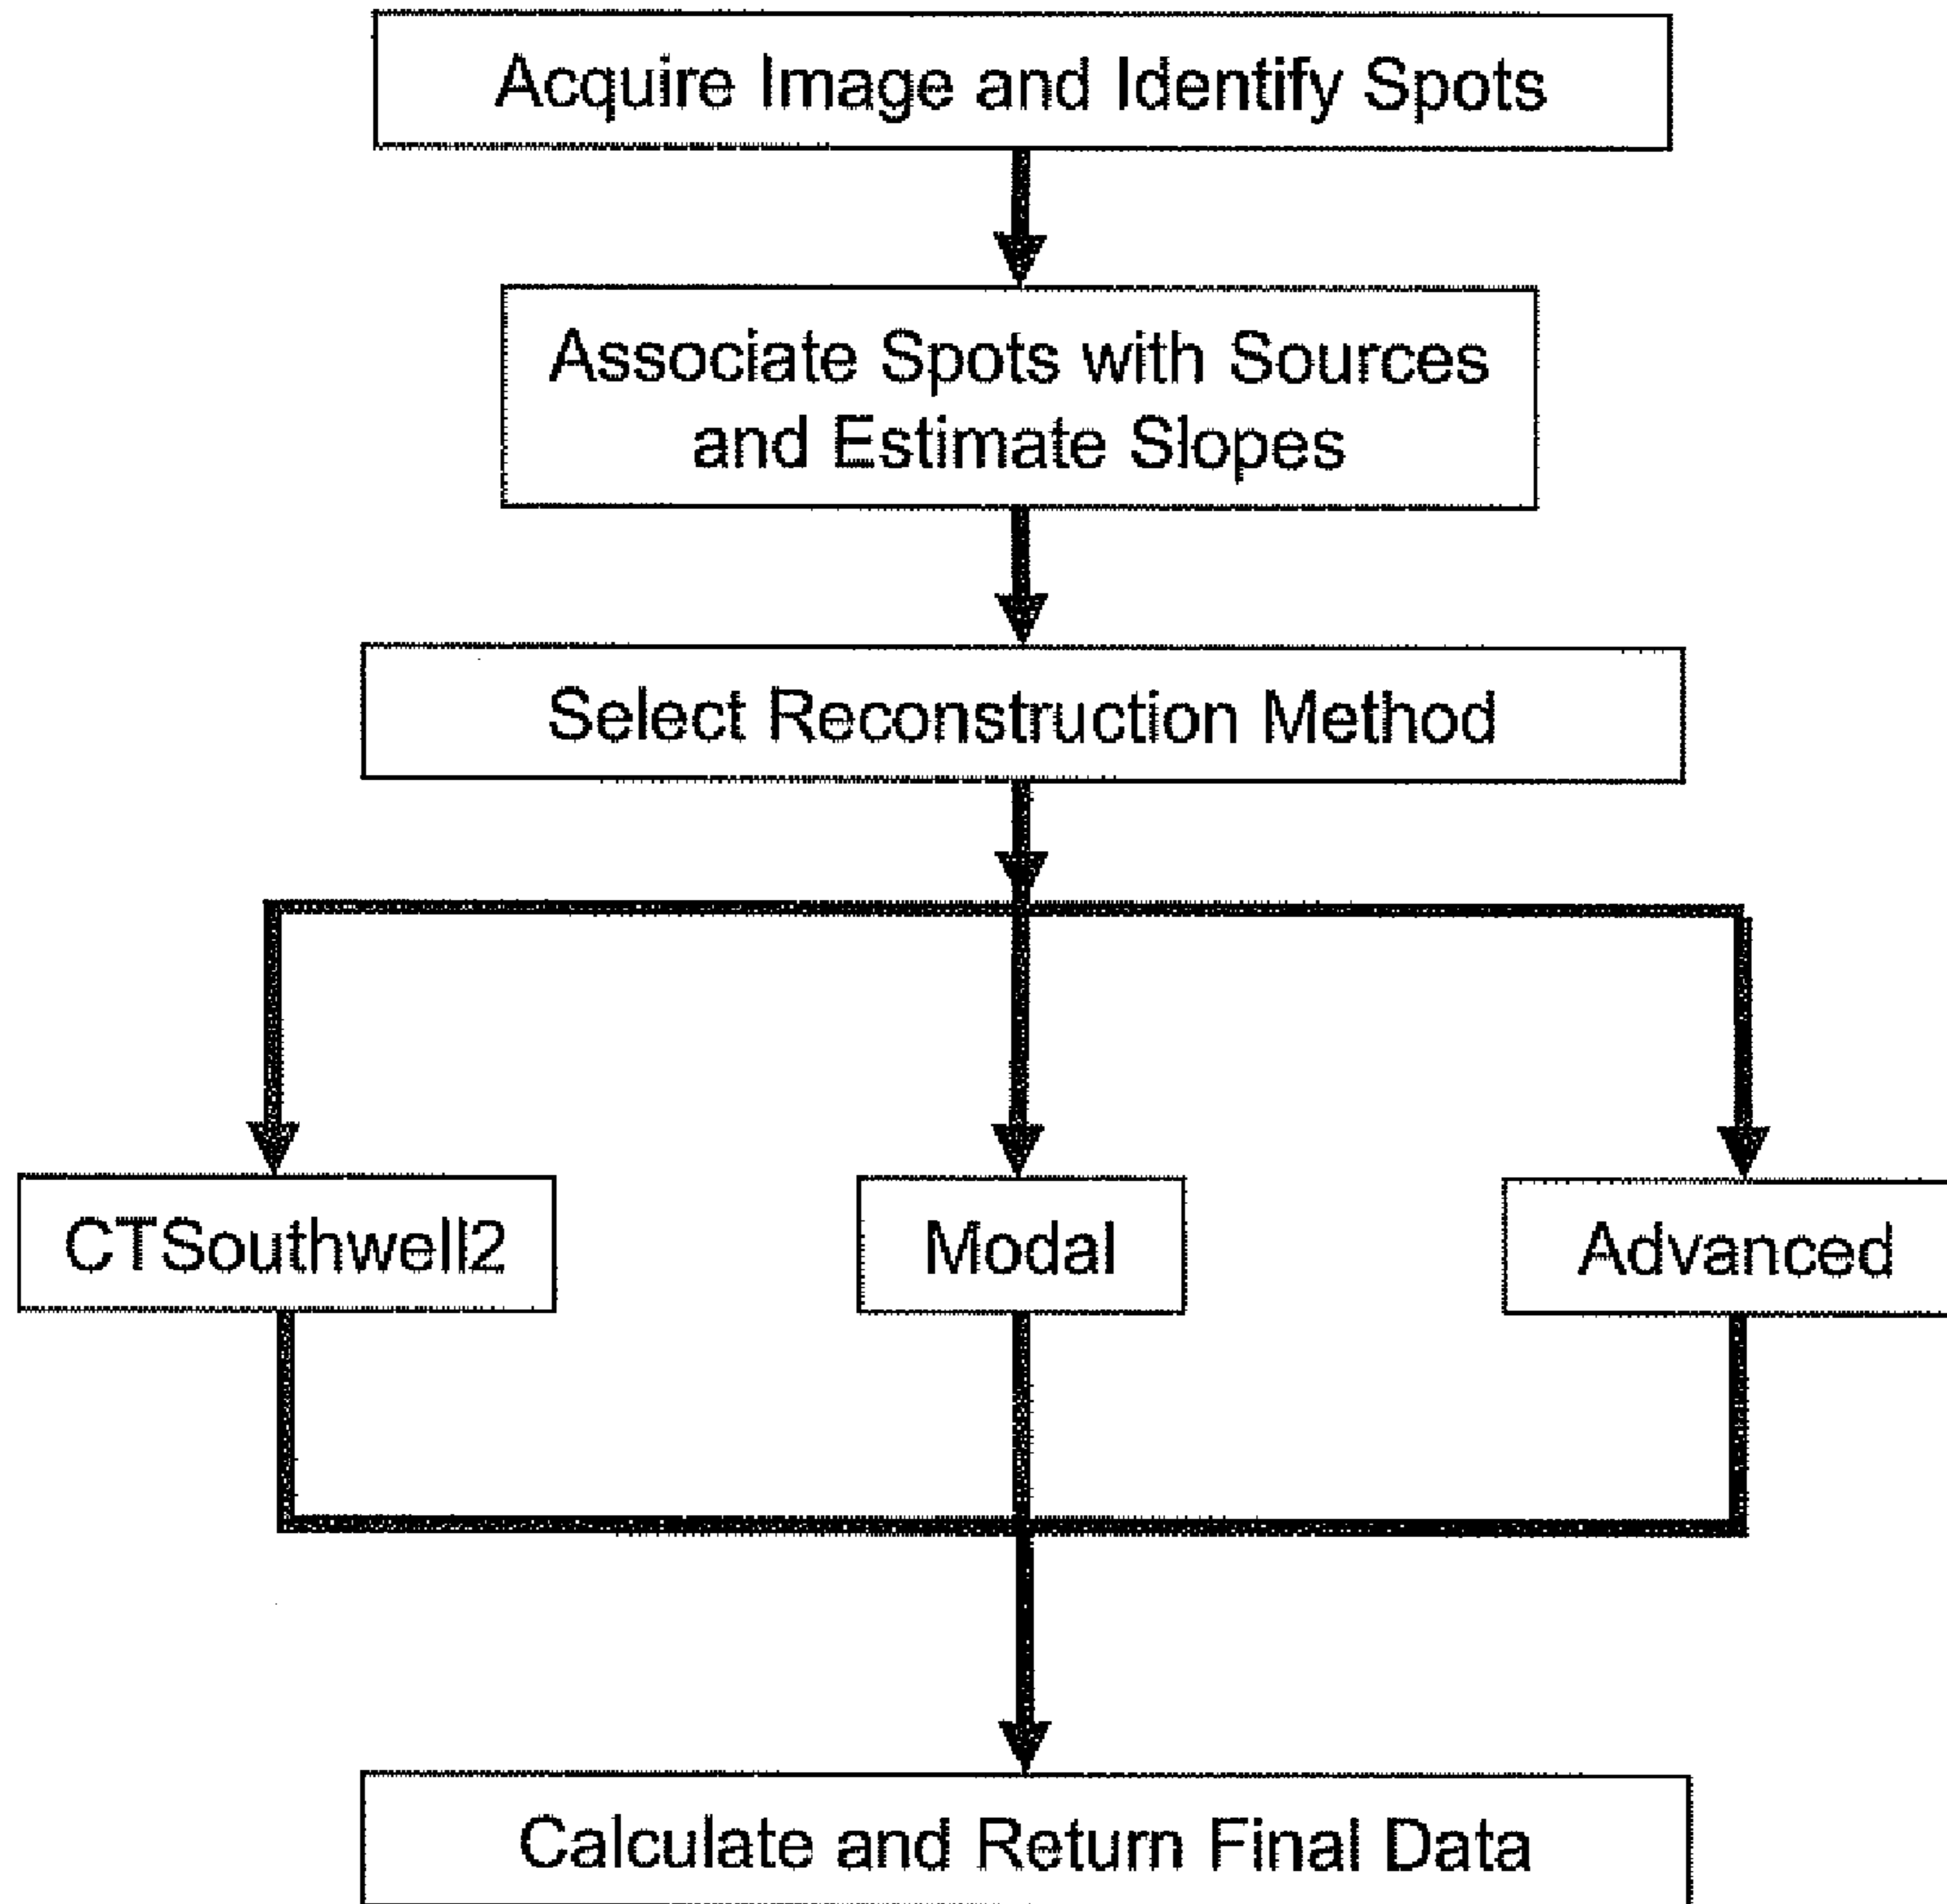 Acquire Image and Identify Spots
Associate Spots with Sources
and Estimate Slopes
Select Reconstruction Method
CTSouthwell2
Modal
Advanced
Calculate and Return Final Data